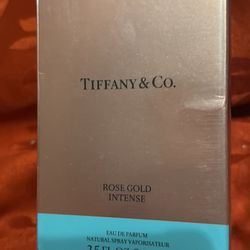 TIFFANY & CO.
ROSE GOLD
INTENSE
EAU DE PARFUM
NATURAL SPRAY VAPORISATEUR